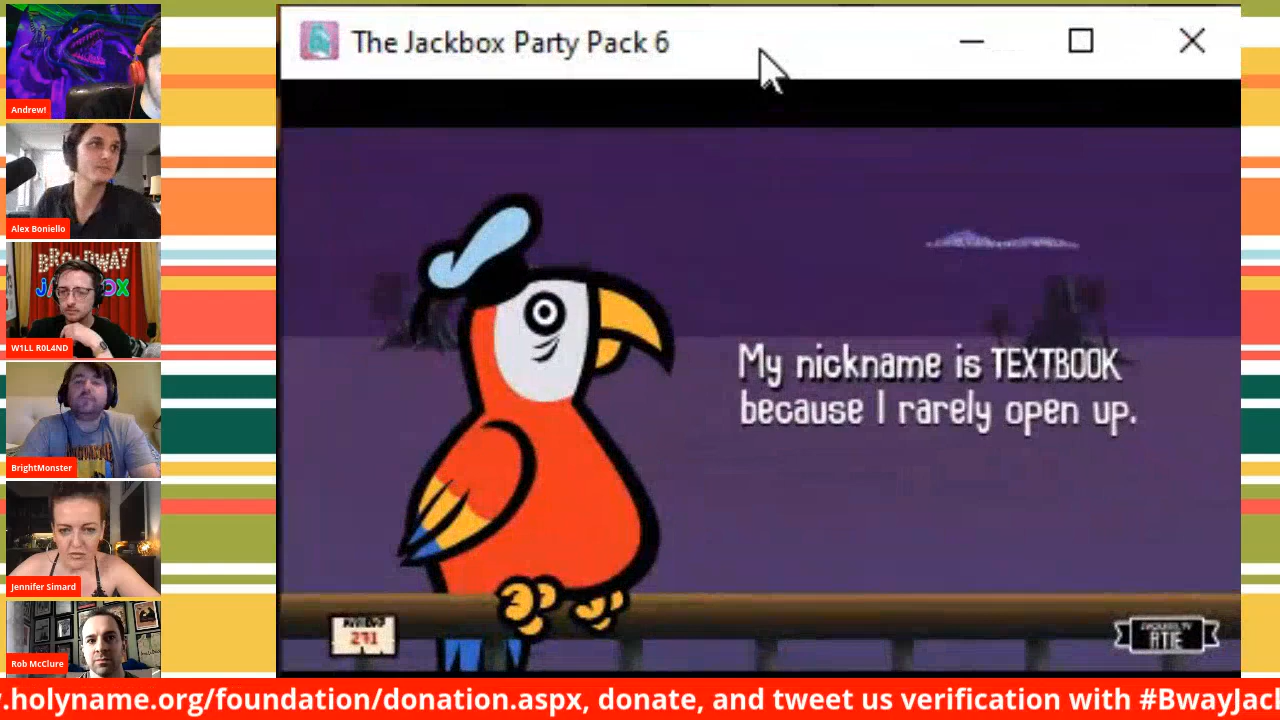 The Jackbox Party Pack 6
Andrew!
Alex Boniello
BROADWAY
W1LL R0L4ND
BrightMonster
Jennifer Simard
Rob McClure
My nickname is TEXTBOOK
because I rarely open up.
.holyname.org/foundation/donation.aspx, donate, and tweet us verification with #BwayJac